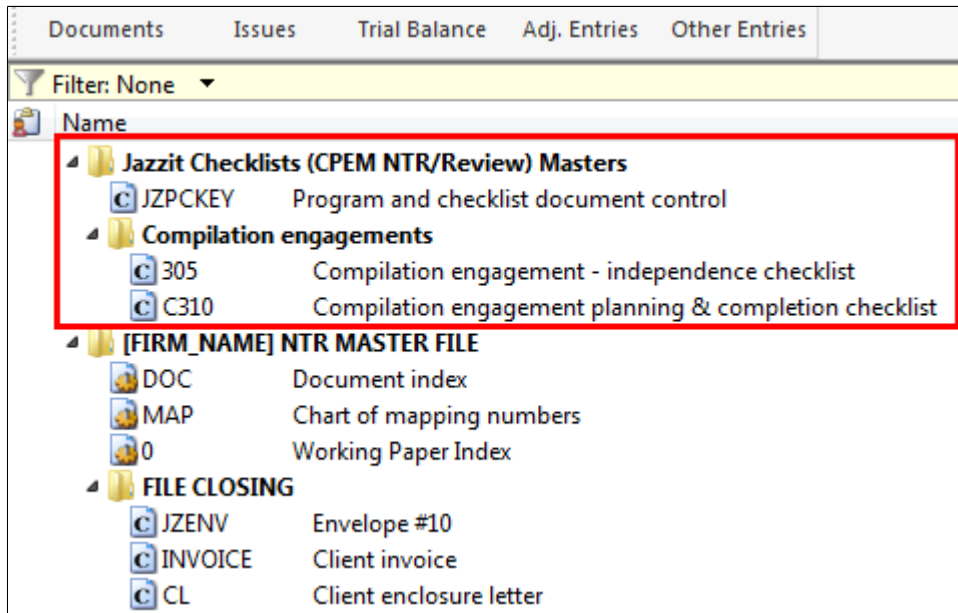 Documents Issues Trial Balance Adj. Entries Other Entries
Filter: None
Name
Jazzit Checklists (CPEM NTR/Review) Masters
c JZPCKEY Program and checklist document control
Compilation engagements
c 305 Compilation engagement - independence checklist
c C310 Compilation engagement planning & completion checklist
[FIRM_NAME] NTR MASTER FILE
DOC Document index
MAP Chart of mapping numbers
0 Working Paper Index
FILE CLOSING
c JZENV Envelope #10
c INVOICE Client invoice
c CL Client enclosure letter